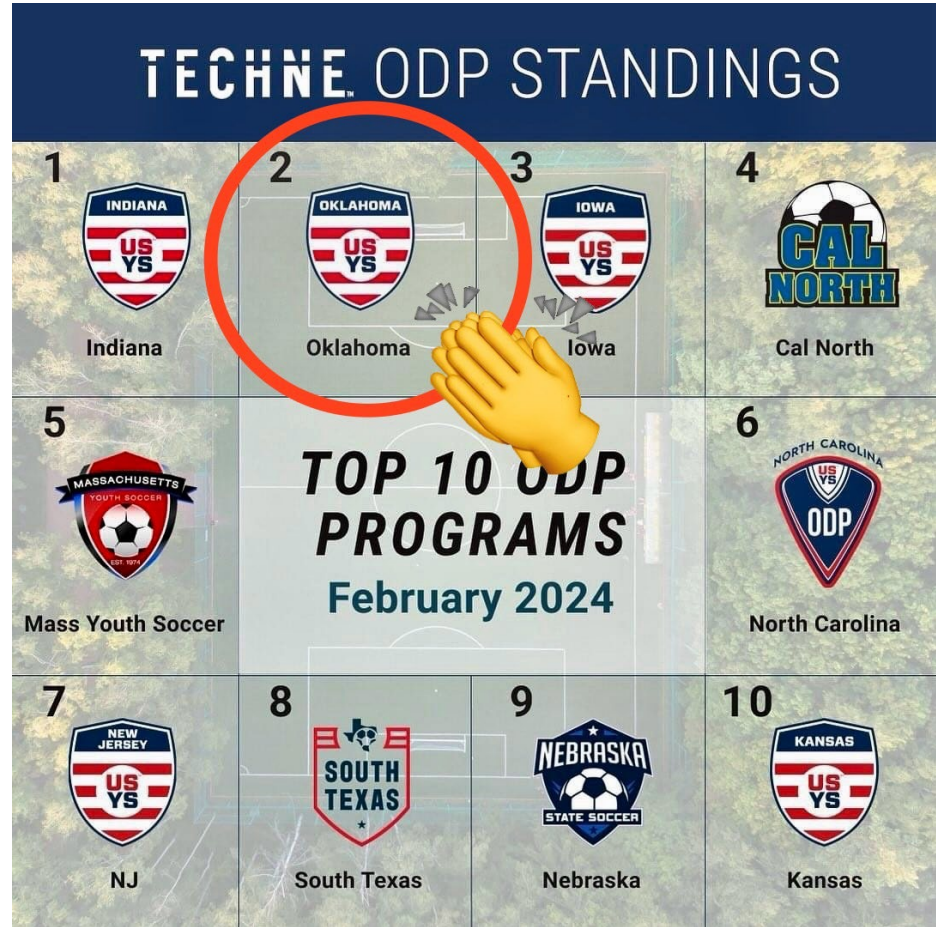 TECHNE™ ODP STANDINGS
1
INDIANA
US
YS
Indiana
2
OKLAHOMA
US
YS
Oklahoma
3
IOWA
US
YS
Iowa
4
CAL
NORTH
Cal North
5
MASSACHUSETTS
YOUTH SOCCER
EST. 1974
Mass Youth Soccer
TOP 10 ODP
PROGRAMS
February 2024
6
NORTH CAROLINA
US
YS
ODP
North Carolina
7
NEW
JERSEY
US
YS
NJ
8
SOUTH
TEXAS
South Texas
9
NEBRASKA
STATE SOCCER
Nebraska
10
KANSAS
US
YS
Kansas